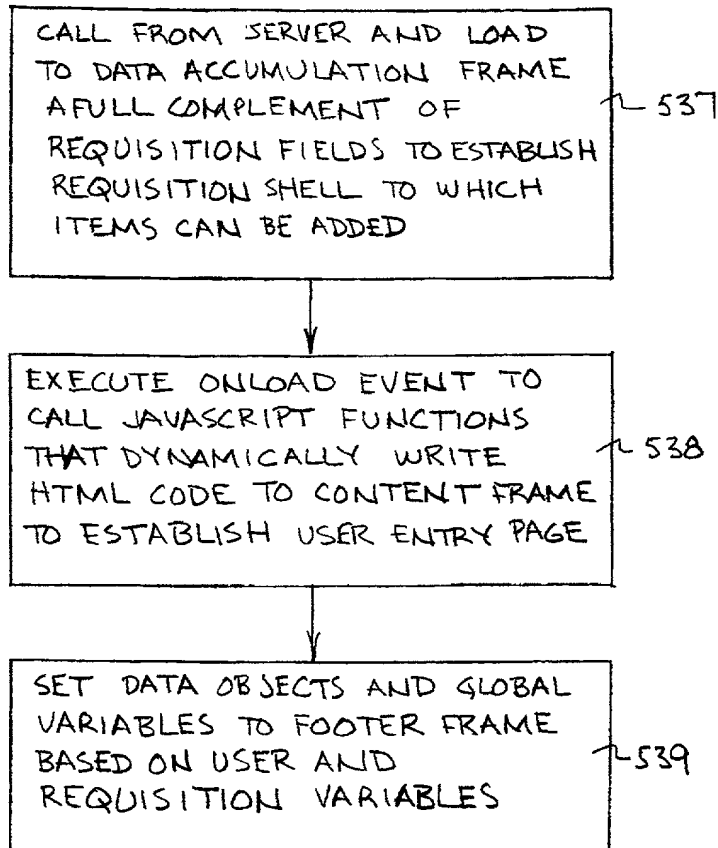 CALL FROM SERVER AND LOAD
TO DATA ACCUMULATION FRAME
AFULL COMPLEMENT OF
REQUISITION FIELDS TO ESTABLISH
REQUISITION SHELL TO WHICH
ITEMS CAN BE ADDED
537
EXECUTE ONLOAD EVENT TO
CALL JAVASCRIPT FUNCTIONS
THAT DYNAMICALLY WRITE
HTML CODE TO CONTENT FRAME
TO ESTABLISH USER ENTRY PAGE
538
SET DATA OBJECTS AND GLOBAL
VARIABLES TO FOOTER FRAME
BASED ON USER AND
REQUISITION VARIABLES
539